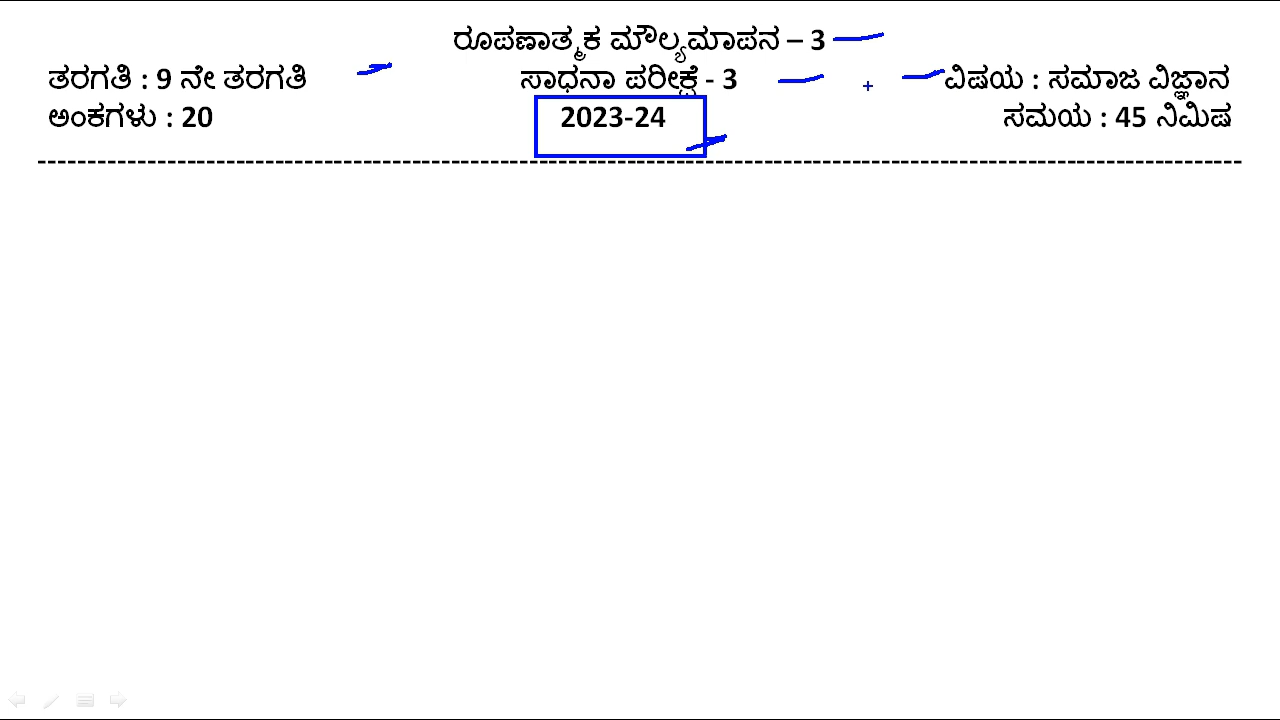 ರೂಪಣಾತ್ಮಕ ಮೌಲ್ಯಮಾಪನ – 3
ತರಗತಿ : 9 ನೇ ತರಗತಿ ಸಾಧನಾ ಪರೀಕ್ಷೆ - 3 ವಿಷಯ : ಸಮಾಜ ವಿಜ್ಞಾನ
ಅಂಕಗಳು : 20 2023-24 ಸಮಯ : 45 ನಿಮಿಷ